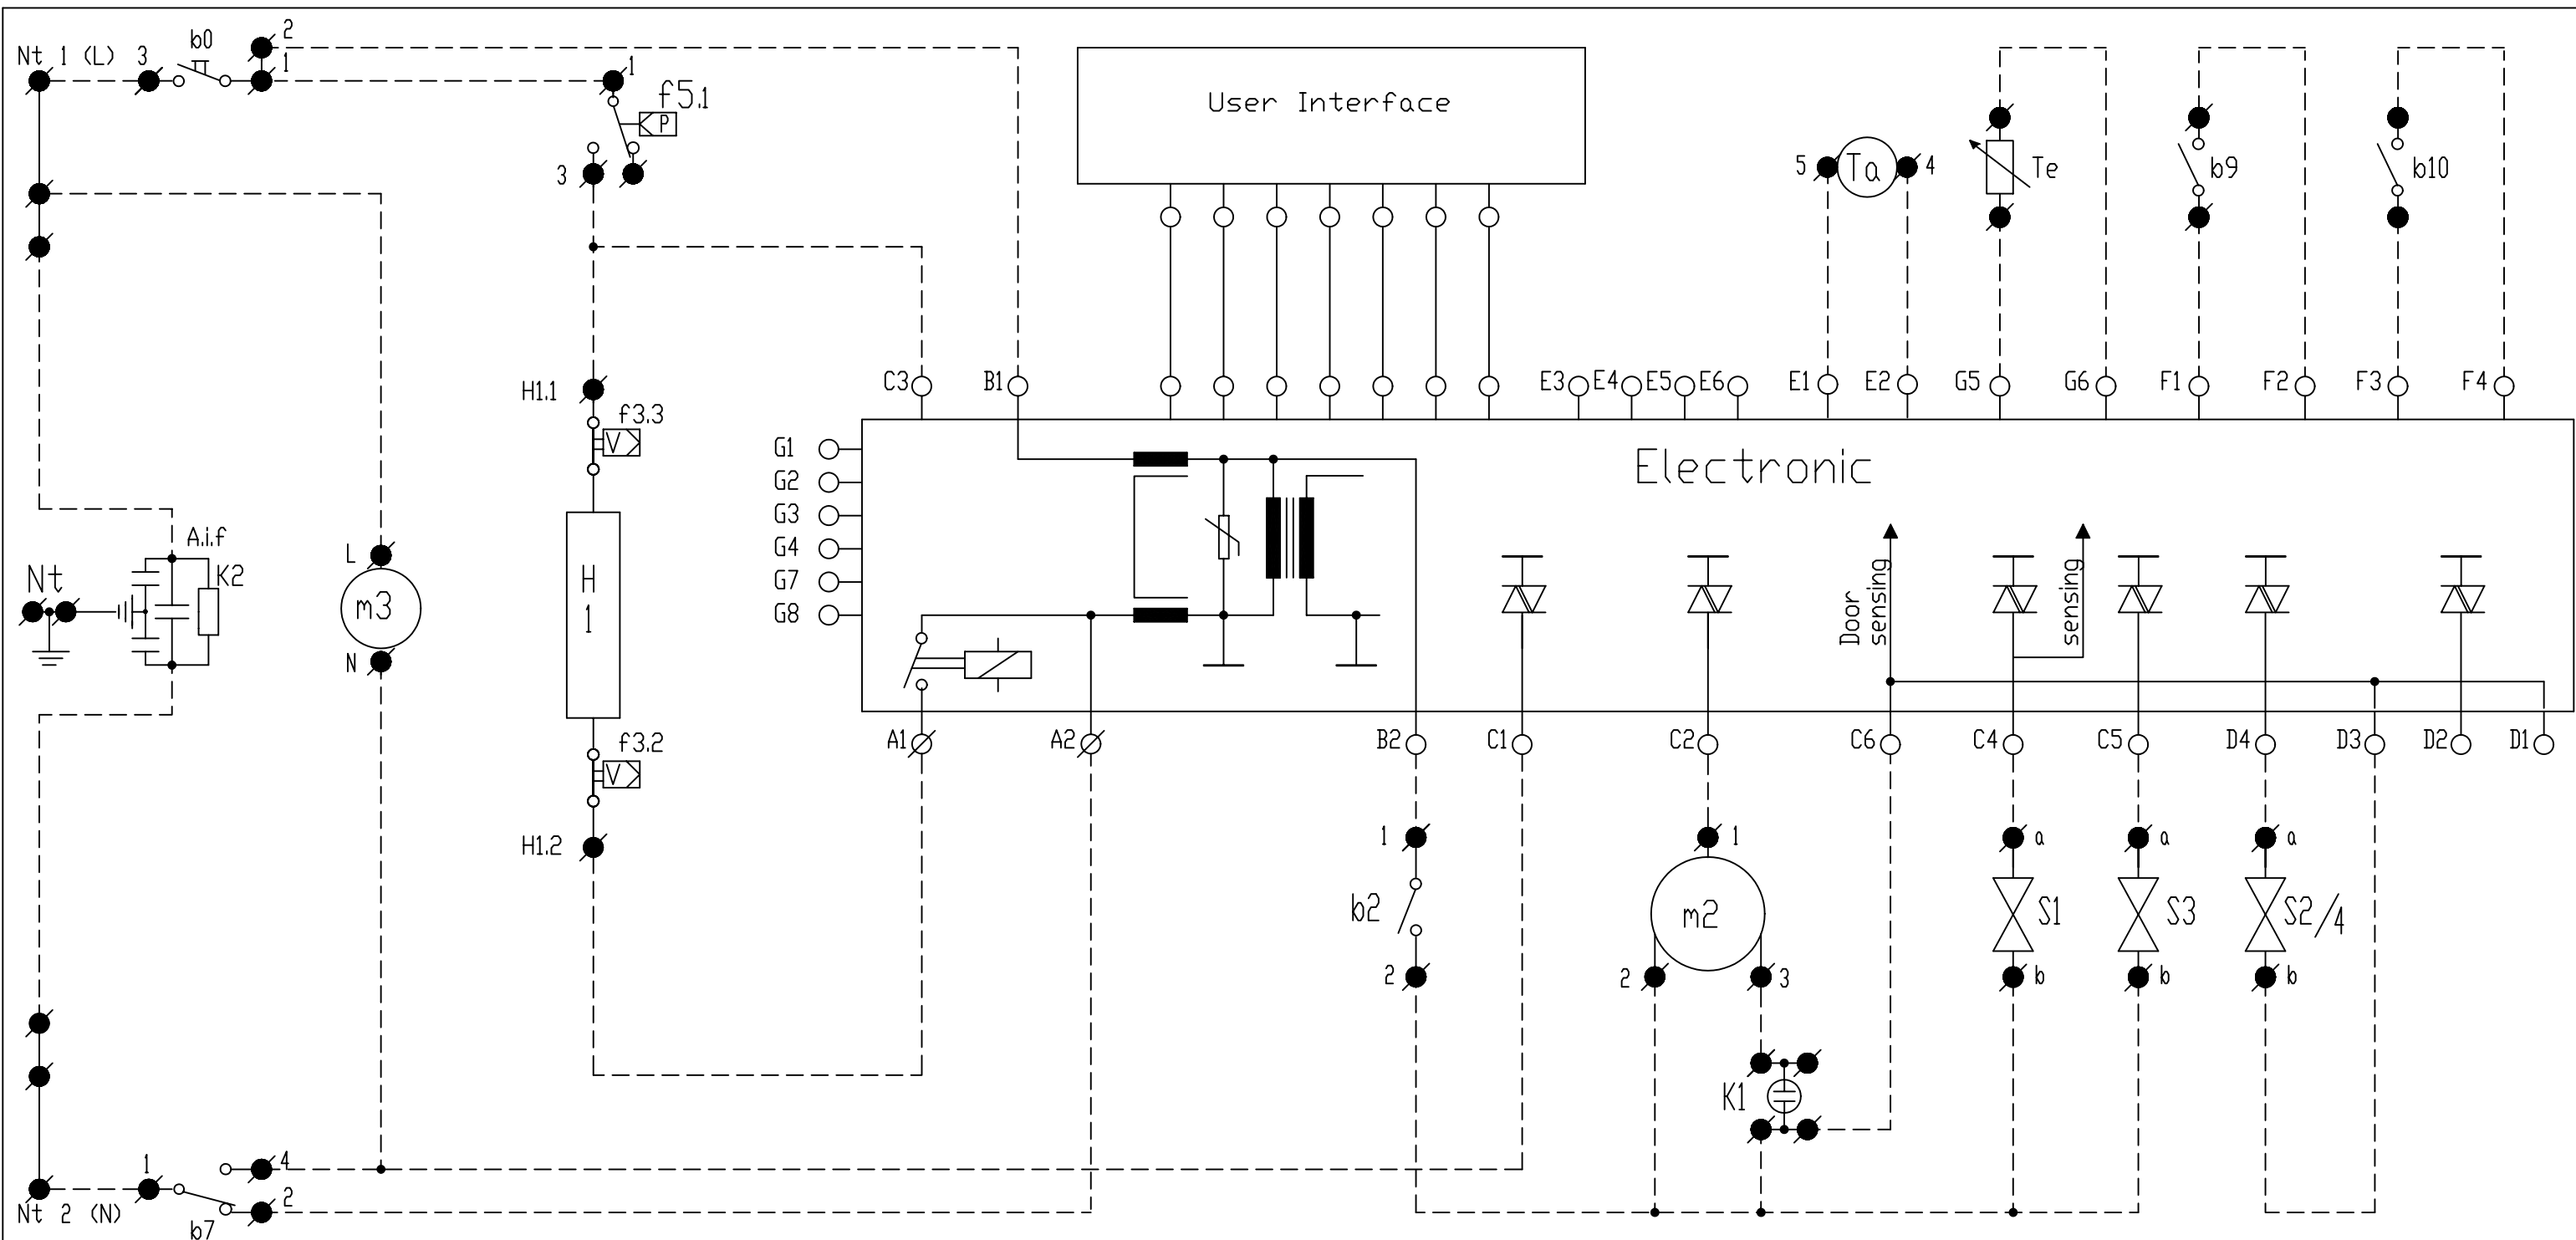 Nt 1 (L) 3 b0 2
1
1
f5.1
P
3
User Interface
5 Ta 4
Te
b9
b10
H1.1
f3.3
V
C3 B1 E3 E4 E5 E6 E1 E2 G5 G6 F1 F2 F3 F4
G1
G2
G3
G4
G7
G8
Electronic
A.i.f
Nt K2
L
m3
N
H
1
Door
sensing
sensing
f3.2
V
H1.2
A1 A2 B2 C1 C2 C6 C4 C5 D4 D3 D2 D1
1
b2
2
1
m2
2 3
K1
a a a
S1 S3 S2/4
b b b
1 4
2
Nt 2 (N) b7